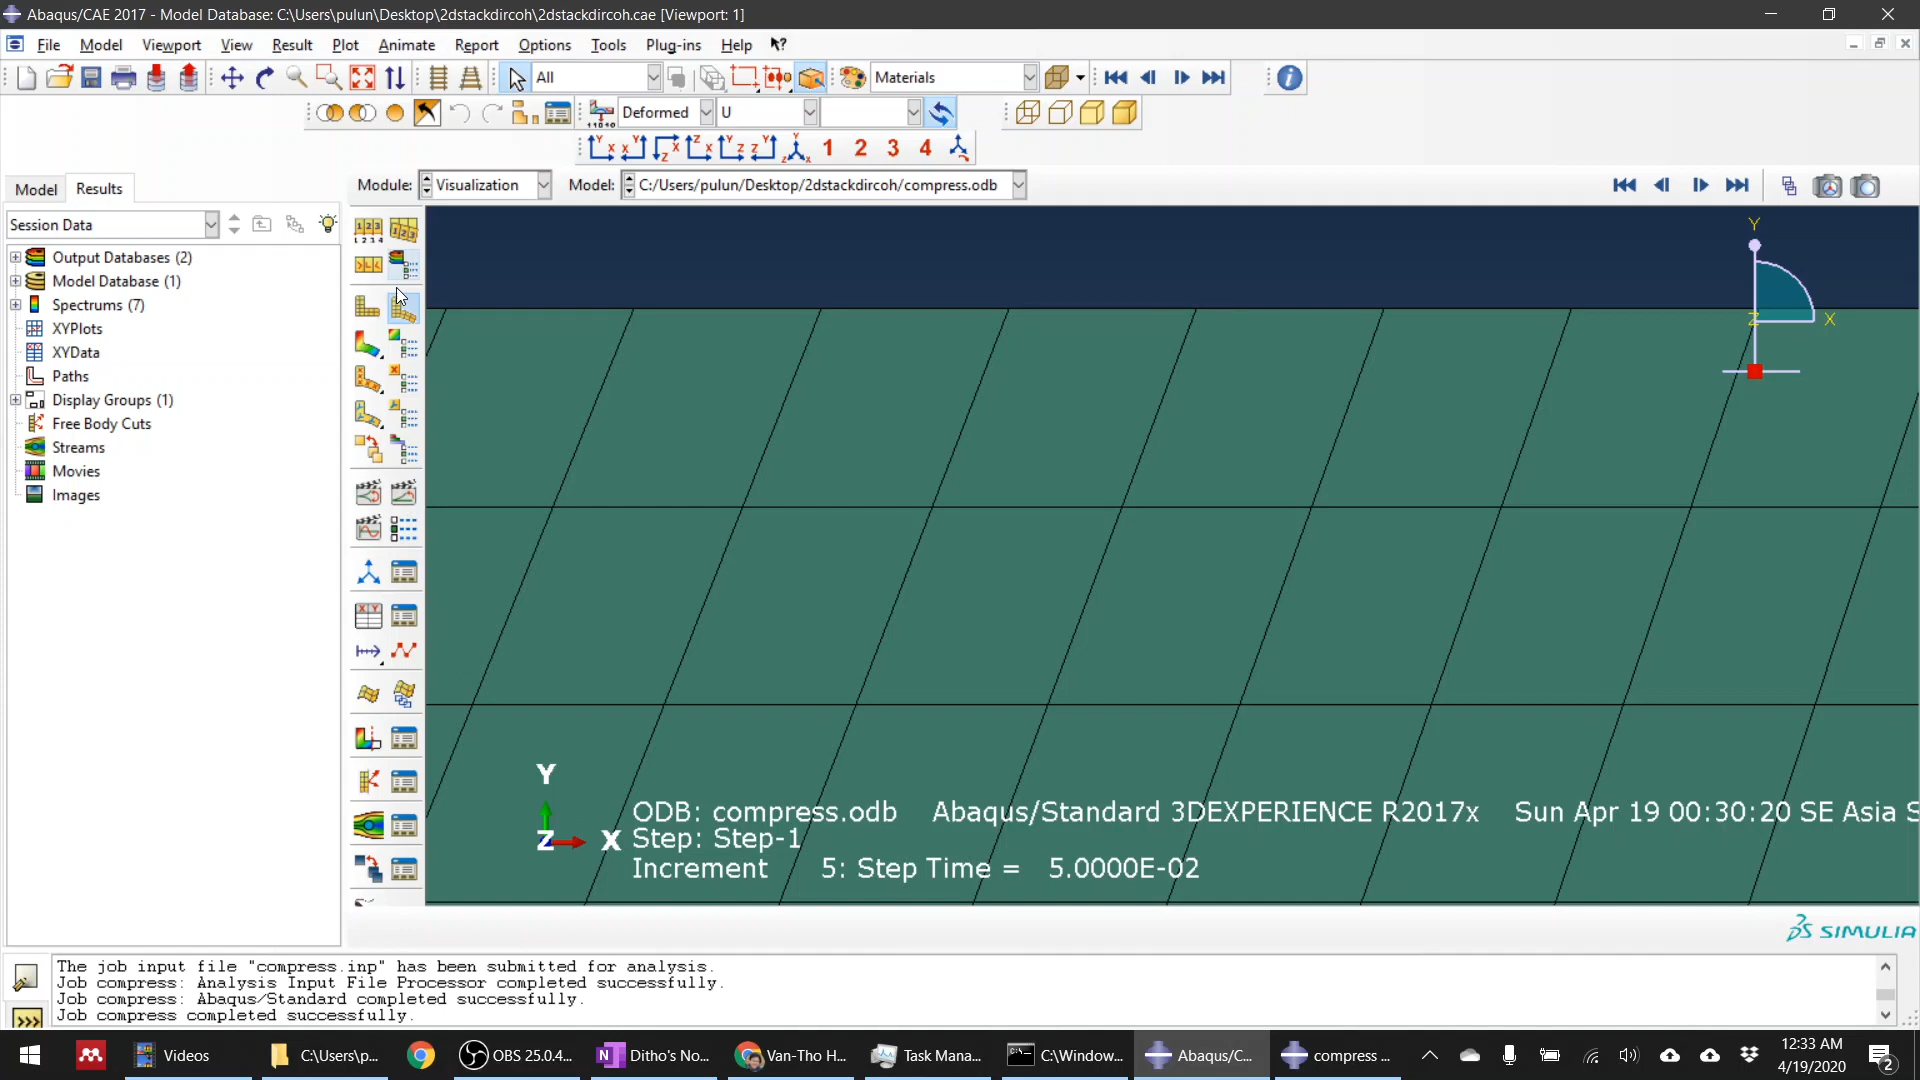 Abaqus/CAE 2017 - Model Database: C:\Users\pulun\Desktop\2dstackdircoh\2dstackdircoh.cae [Viewport: 1]
File Model Viewport View Result Plot Animate Report Options Tools Plug-ins Help
All Materials
Deformed U
1 2 3 4
Model Results
Module: Visualization Model: C:/Users/pulun/Desktop/2dstackdircoh/compress.odb
Session Data
Output Databases (2)
Model Database (1)
Spectrums (7)
XYPlots
XYData
Paths
Display Groups (1)
Free Body Cuts
Streams
Movies
Images
Y
Z X
Y
Z X
ODB: compress.odb Abaqus/Standard 3DEXPERIENCE R2017x Sun Apr 19 00:30:20 SE Asia S
Step: Step-1
Increment 5: Step Time = 5.0000E-02
SIMULIA
The job input file "compress.inp" has been submitted for analysis.
Job compress: Analysis Input File Processor completed successfully.
Job compress: Abaqus/Standard completed successfully.
Job compress completed successfully.
Videos C:\Users\p... OBS 25.0.4... Ditho's No... Van-Tho H... Task Mana... C:\Window... Abaqus/C... compress ...
12:33 AM
4/19/2020
2